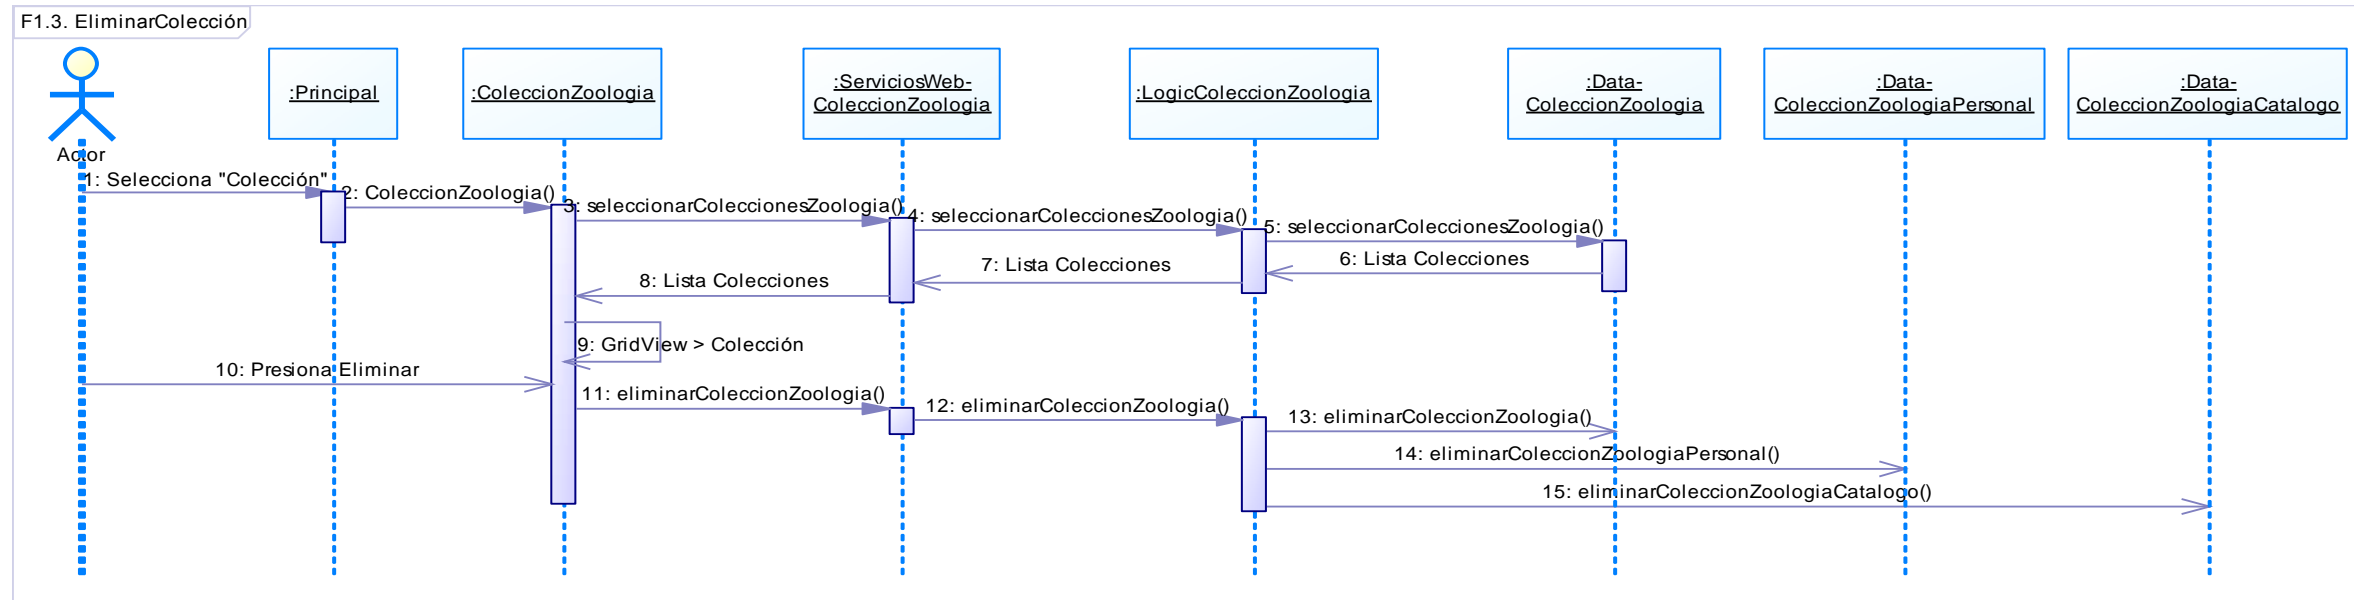 F1.3. EliminarColección
:Principal
:ColeccionZoologia
:ServiciosWeb-
ColeccionZoologia
:LogicColeccionZoologia
:Data-
ColeccionZoologia
:Data-
ColeccionZoologiaPersonal
:Data-
ColeccionZoologiaCatalogo
Actor
1: Selecciona "Colección"
2: ColeccionZoologia()
3: seleccionarColeccionesZoologia()
4: seleccionarColeccionesZoologia()
5: seleccionarColeccionesZoologia()
6: Lista Colecciones
7: Lista Colecciones
8: Lista Colecciones
9: GridView > Colección
10: Presiona Eliminar
11: eliminarColeccionZoologia()
12: eliminarColeccionZoologia()
13: eliminarColeccionZoologia()
14: eliminarColeccionZoologiaPersonal()
15: eliminarColeccionZoologiaCatalogo()